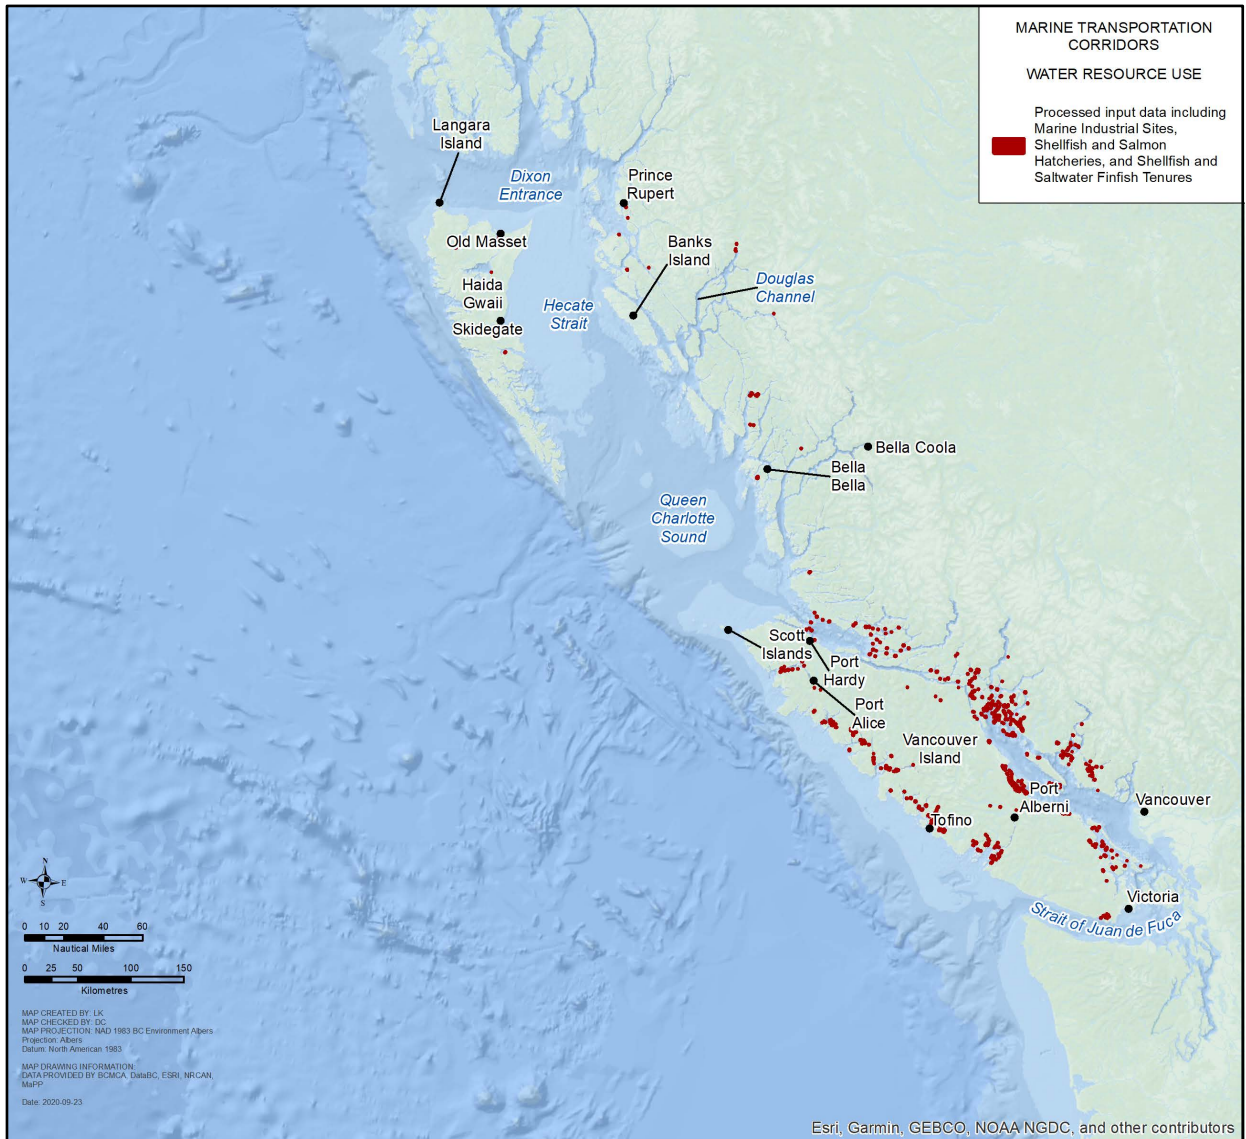 MARINE TRANSPORTATION
CORRIDORS
WATER RESOURCE USE
Processed input data including
Marine Industrial Sites,
Shellfish and Salmon
Hatcheries, and Shellfish and
Saltwater Finfish Tenures
Langara
Island
Dixon
Entrance
Prince
Rupert
Old Masset
Banks
Island
Haida
Gwaii
Hecate
Strait
Douglas
Channel
Skidegate
Bella Coola
Bella
Bella
Queen
Charlotte
Sound
Scott
Islands
Port
Hardy
Port
Alice
Vancouver
Island
Port
Alberni
Vancouver
Tofino
Victoria
Strait of Juan de Fuca
N
W E
S
0 10 20 40 60
Nautical Miles
0 25 50 100 150
Kilometres
MAP CREATED BY: LK
MAP CHECKED BY: DC
MAP PROJECTION: NAD 1983 BC Environment Albers
Projection: Albers
Datum: North American 1983
MAP DRAWING INFORMATION:
DATA PROVIDED BY BCMCA, DataBC, ESRI, NRCAN,
MaPP
Date: 2020-09-23
Esri, Garmin, GEBCO, NOAA NGDC, and other contributors